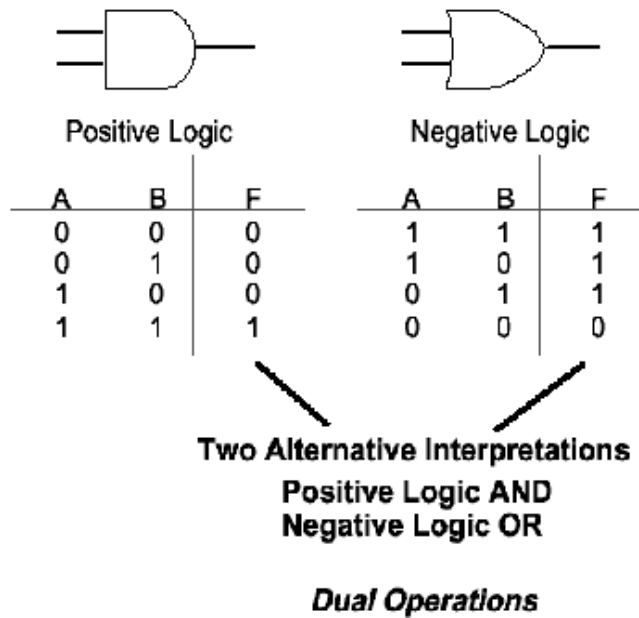 Positive Logic Negative Logic
A B F A B F
0 0 0 1 1 1
0 1 0 1 0 1
1 0 0 0 1 1
1 1 1 0 0 0
Two Alternative Interpretations
Positive Logic AND
Negative Logic OR
Dual Operations